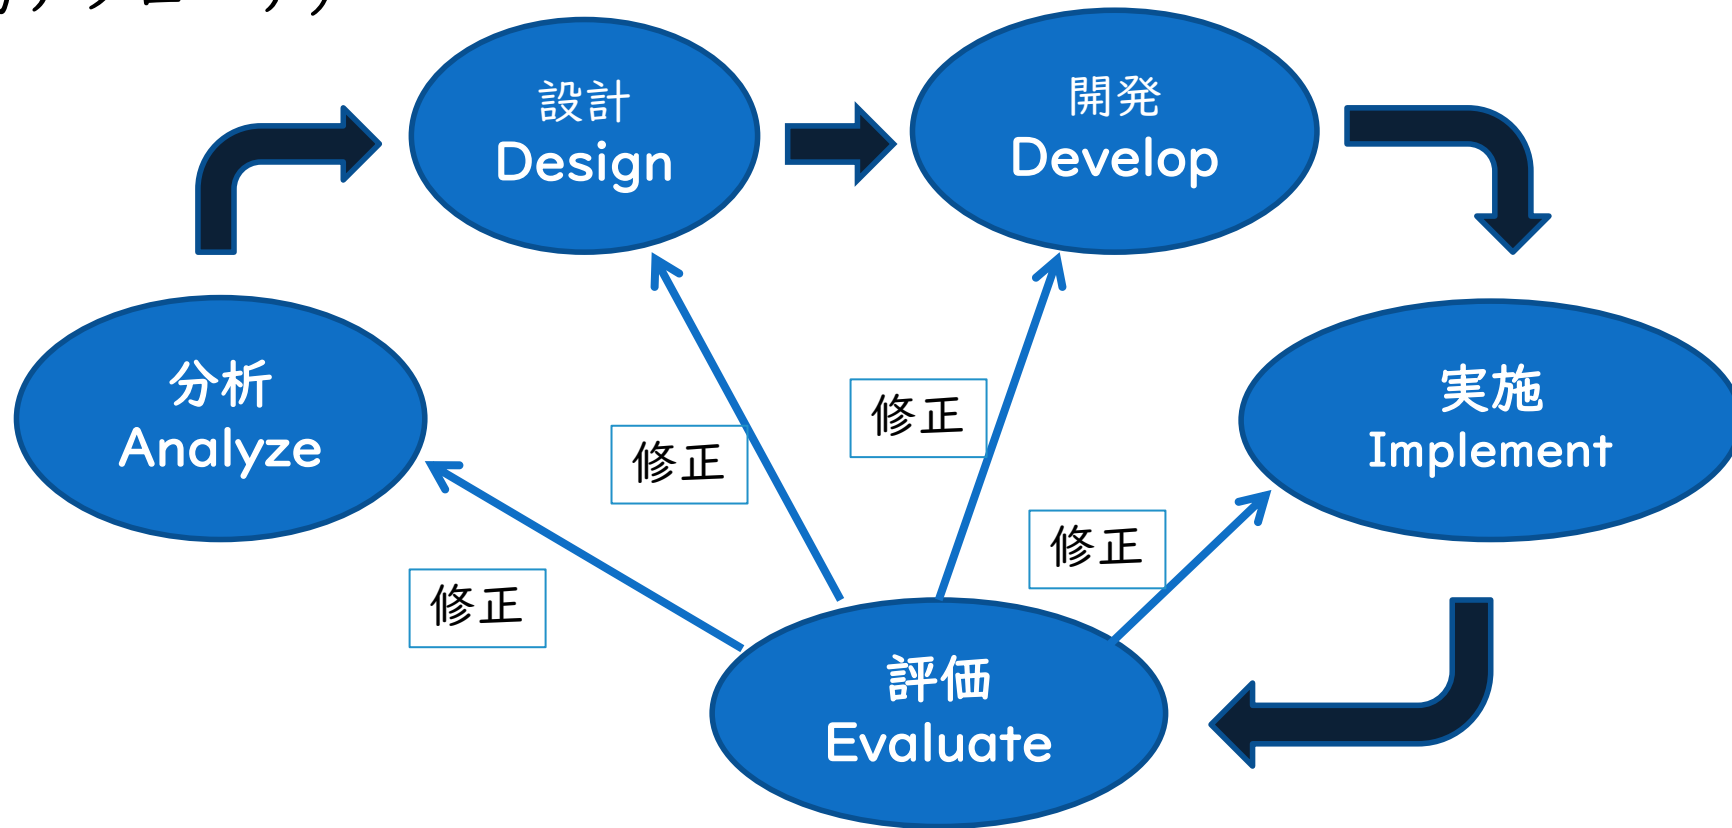 設計
Design
開発
Develop
分析
Analyze
実施
Implement
修正
修正
修正
修正
評価
Evaluate